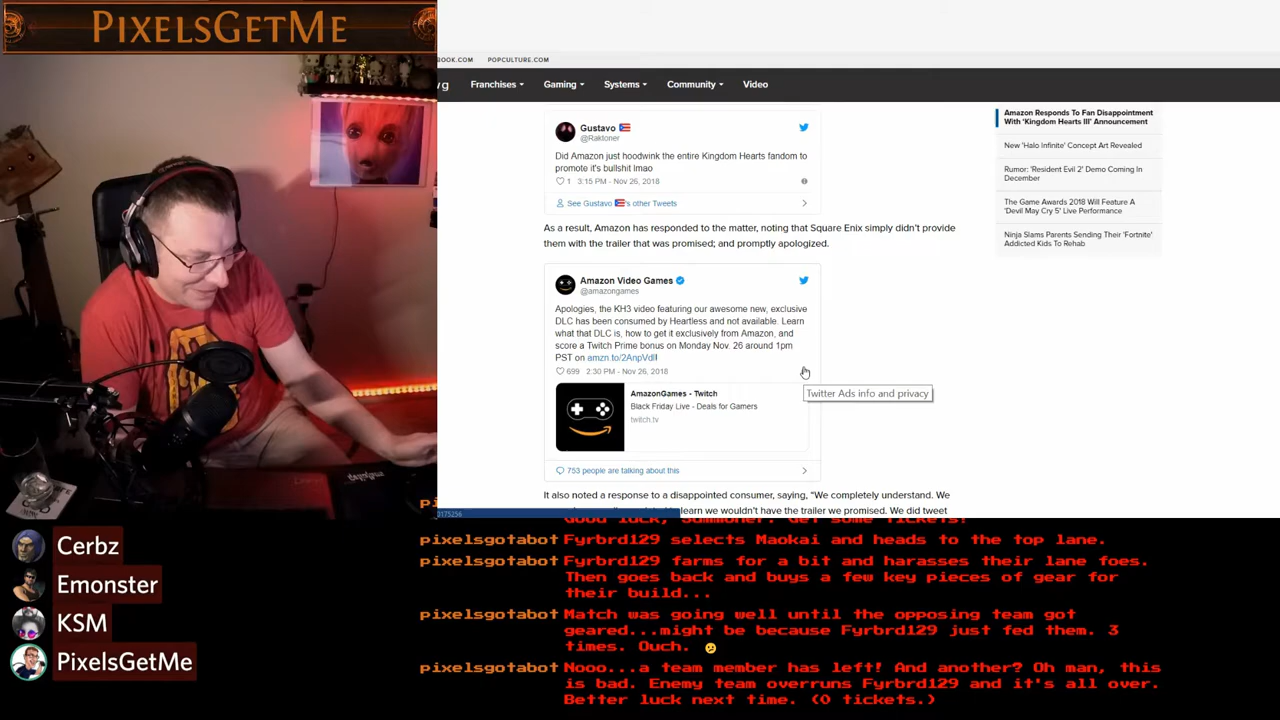 PIXELSGETME
BOOK.COM POPCULTURE.COM
vg Franchises Gaming Systems Community Video
Gustavo
@Raktoner
Did Amazon just hoodwink the entire Kingdom Hearts fandom to
promote it's bullshit lmao
1 3:15 PM - Nov 26, 2018
See Gustavo 's other Tweets
As a result, Amazon has responded to the matter, noting that Square Enix simply didn't provide
them with the trailer that was promised; and promptly apologized.
Amazon Video Games
@amazongames
Apologies, the KH3 video featuring our awesome new, exclusive
DLC has been consumed by Heartless and not available. Learn
what that DLC is, how to get it exclusively from Amazon, and
score a Twitch Prime bonus on Monday Nov. 26 around 1pm
PST on amzn.to/2AnpVdl!
699 2:30 PM - Nov 26, 2018
Twitter Ads info and privacy
AmazonGames - Twitch
Black Friday Live - Deals for Gamers
twitch.tv
753 people are talking about this
It also noted a response to a disappointed consumer, saying, "We completely understand. We
learn we wouldn't have the trailer we promised. We did tweet
Amazon Responds To Fan Disappointment
With 'Kingdom Hearts III' Announcement
New 'Halo Infinite' Concept Art Revealed
Rumor: 'Resident Evil 2' Demo Coming In
December
The Game Awards 2018 Will Feature A
'Devil May Cry 5' Live Performance
Ninja Slams Parents Sending Their 'Fortnite'
Addicted Kids To Rehab
0175256
Cerbz
Emonster
KSM
PixelsGetMe
Good luck, Summoner. Get some tickets!
pixelsgotabot Fyrbrd129 selects Maokai and heads to the top lane.
pixelsgotabot Fyrbrd129 farms for a bit and harasses their lane foes.
Then goes back and buys a few key pieces of gear for
their build...
pixelsgotabot Match was going well until the opposing team got
geared...might be because Fyrbrd129 just fed them. 3
times. Ouch.
pixelsgotabot Nooo...a team member has left! And another? Oh man, this
is bad. Enemy team overruns Fyrbrd129 and it's all over.
Better luck next time. (0 tickets.)